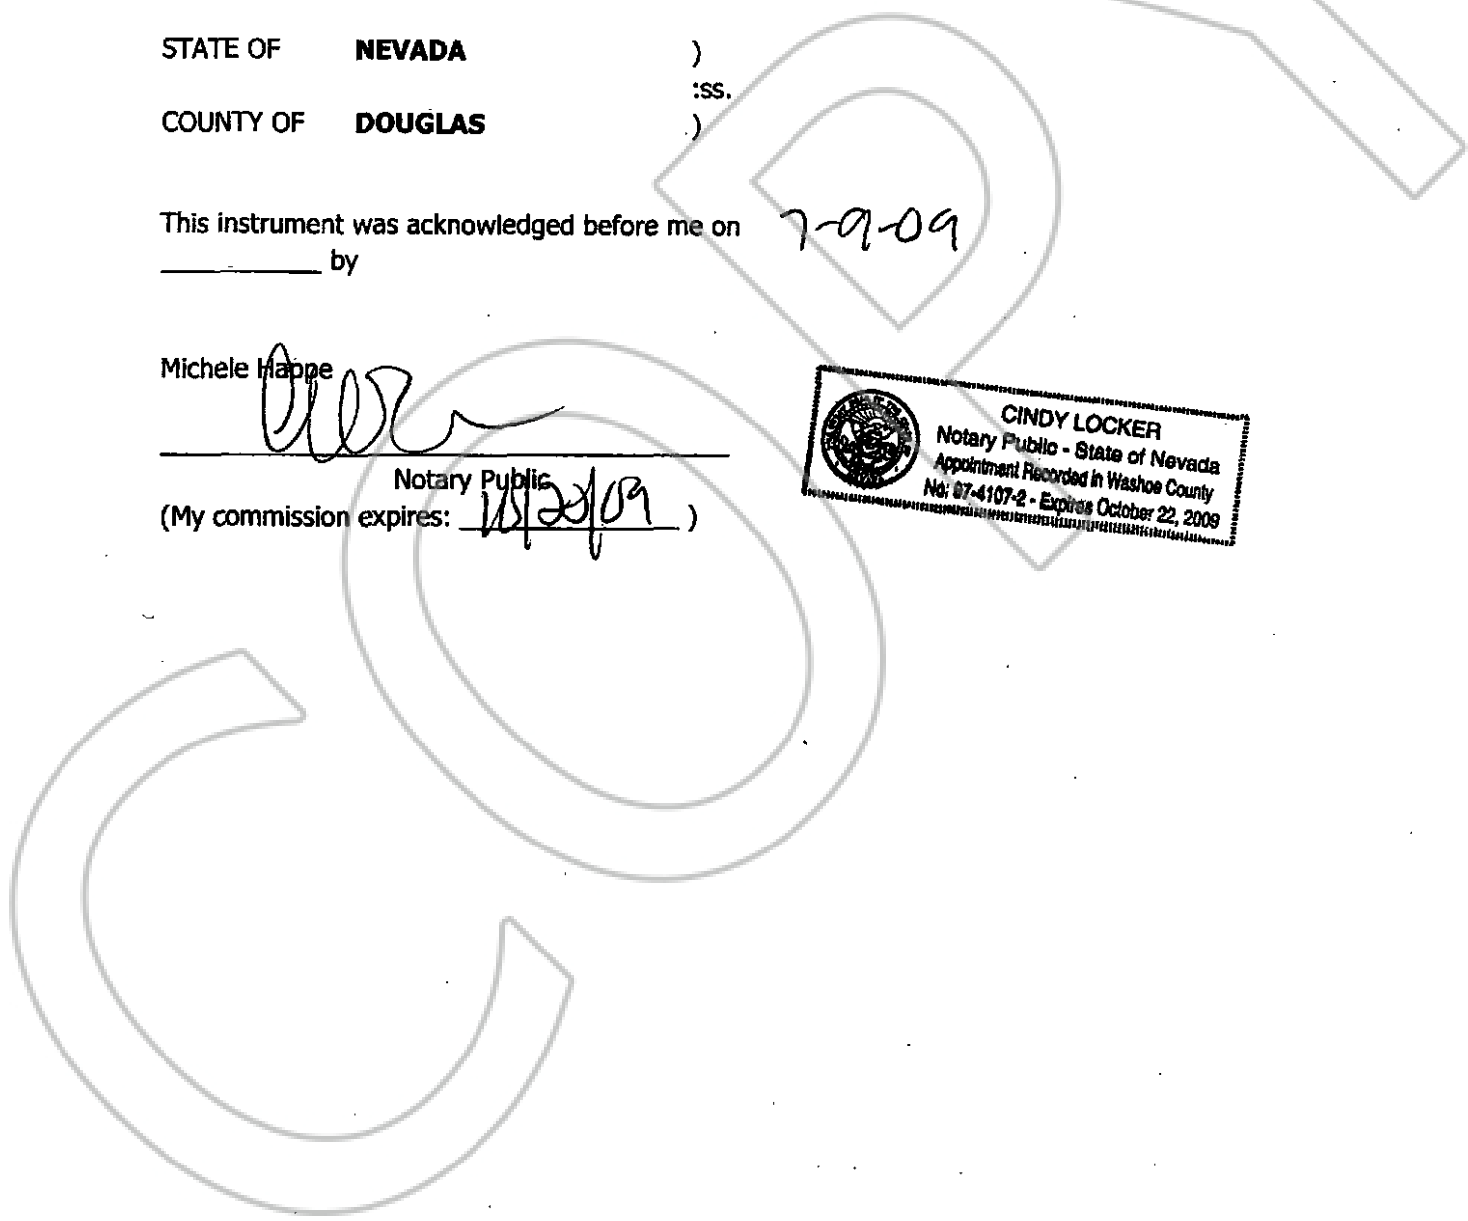 STATE OF NEVADA )
:ss.
COUNTY OF DOUGLAS )
This instrument was acknowledged before me on 7-9-09
__________ by
Michele Happe
Notary Public
(My commission expires: )
CINDY LOCKER
Notary Public - State of Nevada
Appointment Recorded in Washoe County
No: 97-4107-2 - Expires October 22, 2009
COPY